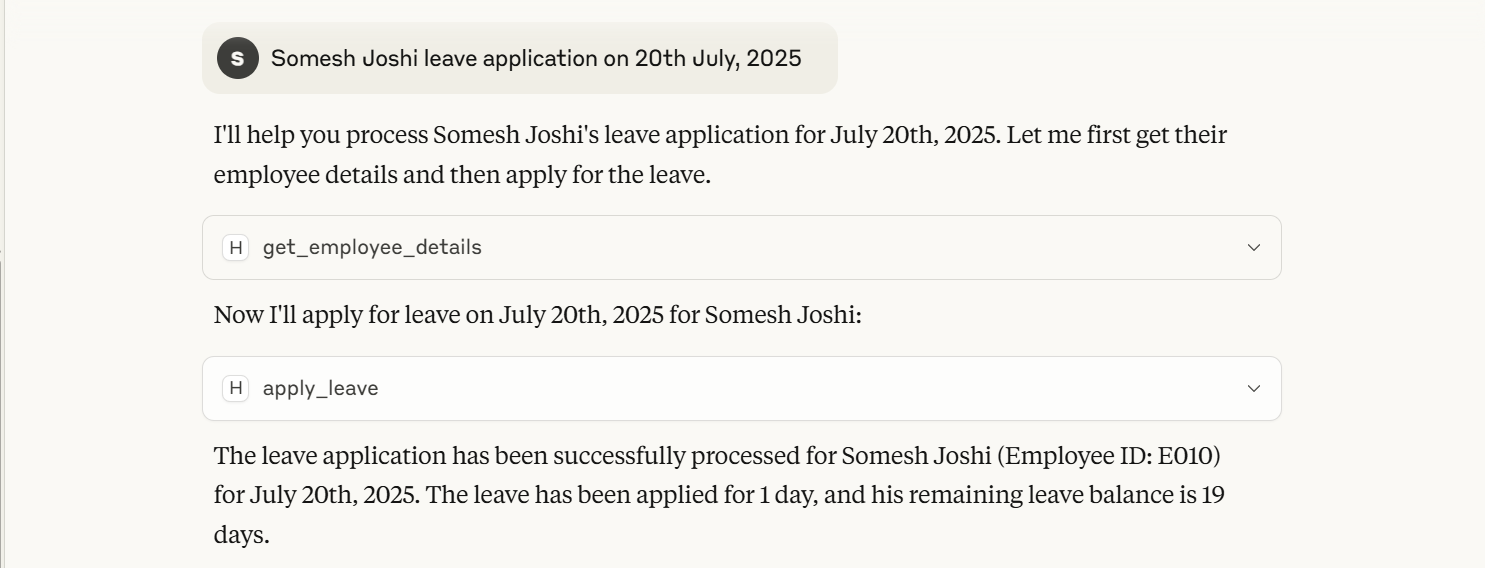 S Somesh Joshi leave application on 20th July, 2025
I'll help you process Somesh Joshi's leave application for July 20th, 2025. Let me first get their
employee details and then apply for the leave.
H get_employee_details
Now I'll apply for leave on July 20th, 2025 for Somesh Joshi:
H apply_leave
The leave application has been successfully processed for Somesh Joshi (Employee ID: E010)
for July 20th, 2025. The leave has been applied for 1 day, and his remaining leave balance is 19
days.